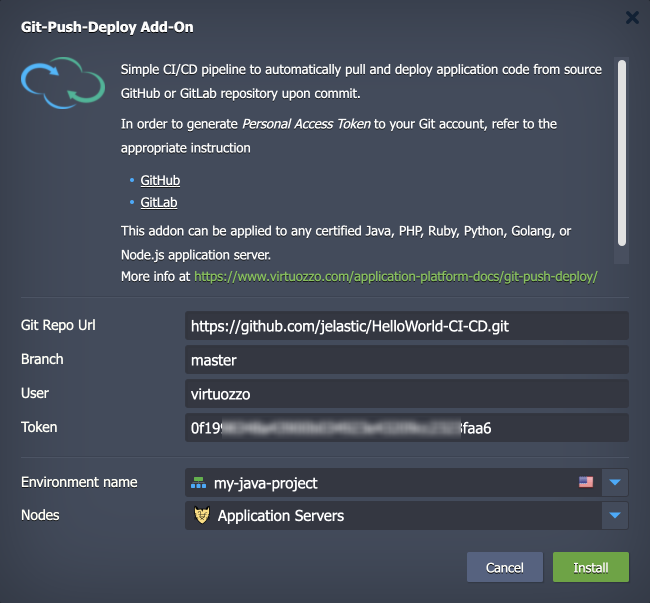 Git-Push-Deploy Add-On
Simple CI/CD pipeline to automatically pull and deploy application code from source
GitHub or GitLab repository upon commit.
In order to generate Personal Access Token to your Git account, refer to the
appropriate instruction
GitHub
GitLab
This addon can be applied to any certified Java, PHP, Ruby, Python, Golang, or
Node.js application server.
More info at https://www.virtuozzo.com/application-platform-docs/git-push-deploy/
Git Repo Url https://github.com/jelastic/HelloWorld-CI-CD.git
Branch master
User virtuozzo
Token
Environment name my-java-project
Nodes Application Servers
Cancel Install